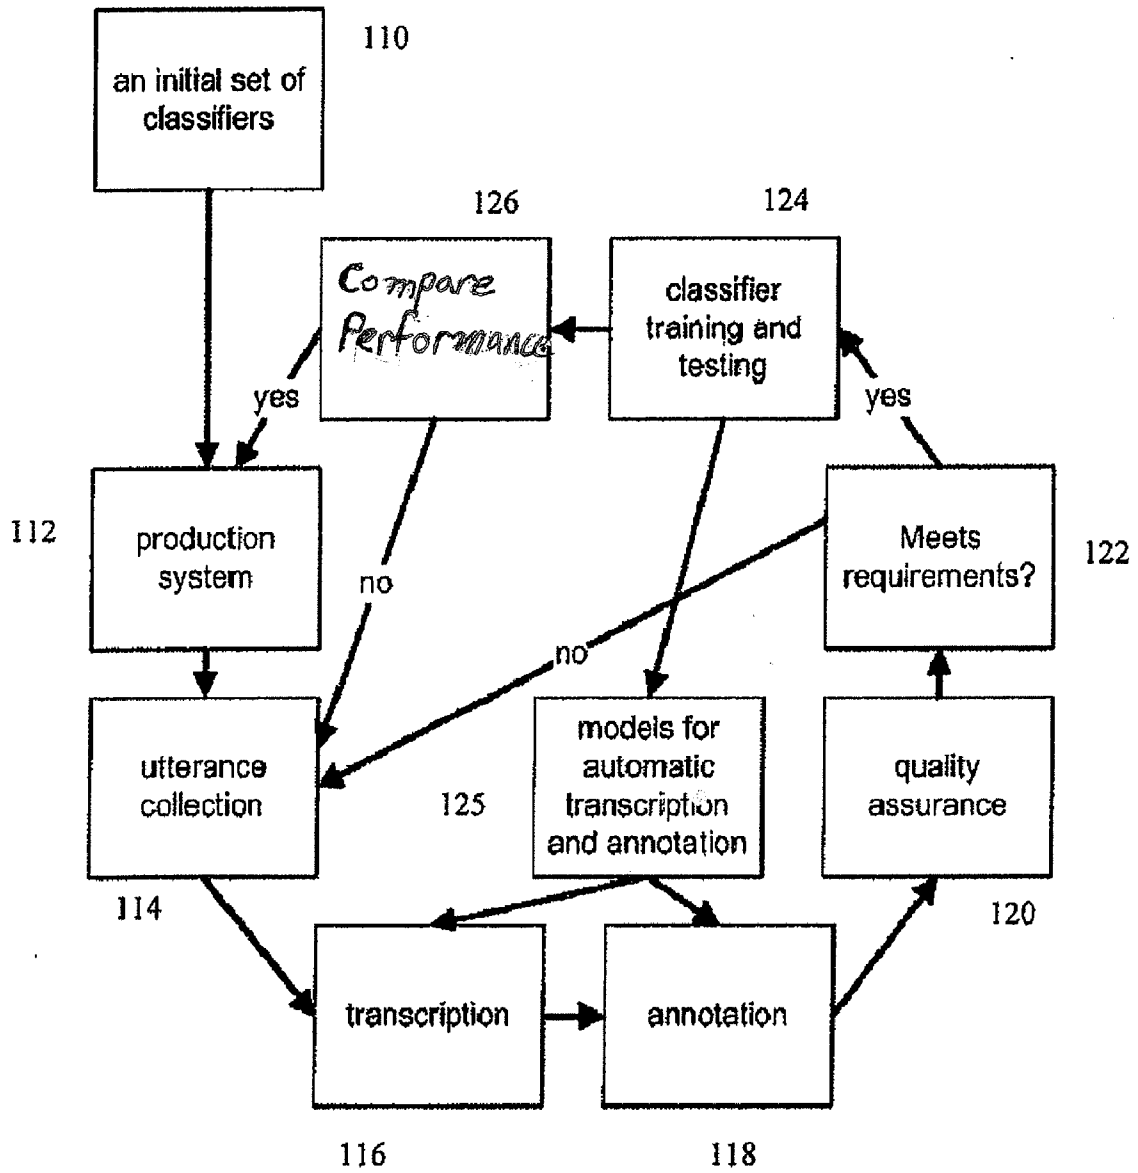 110
an initial set of
classifiers
126
124
Compare
Performance
classifier
training and
testing
yes
yes
112
production
system
Meets
requirements?
122
no
no
utterance
collection
125
models for
automatic
transcription
and annotation
quality
assurance
114
120
transcription
annotation
116
118